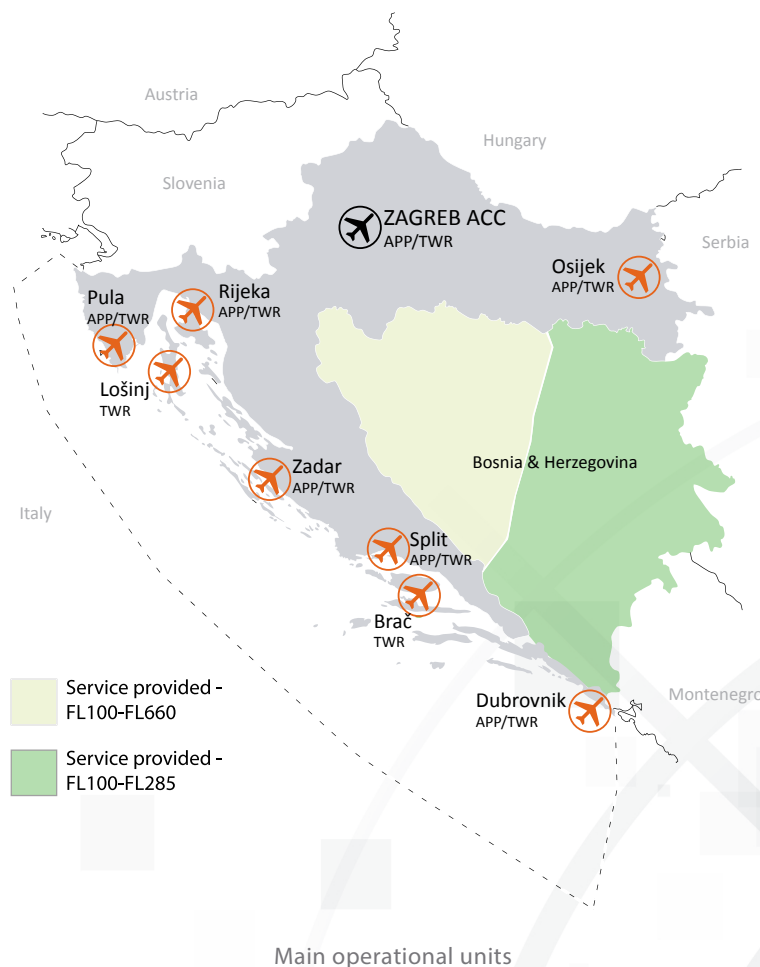 Austria
Hungary
Slovenia
ZAGREB ACC
APP/TWR
Serbia
Osijek
APP/TWR
Pula
APP/TWR
Rijeka
APP/TWR
Lošinj
TWR
Bosnia & Herzegovina
Zadar
APP/TWR
Italy
Split
APP/TWR
Brač
TWR
Service provided -
FL100-FL660
Dubrovnik
APP/TWR
Montenegro
Service provided -
FL100-FL285
Main operational units